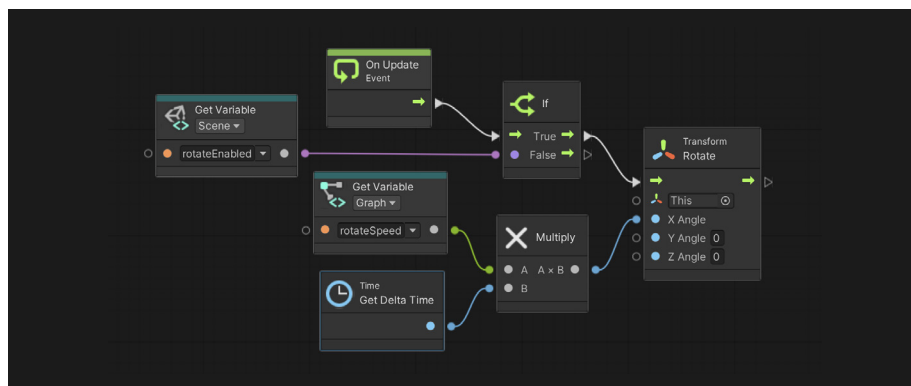 On Update
Event
Get Variable
Scene
rotateEnabled
If
True
False
Transform
Rotate
This
X Angle
Y Angle 0
Z Angle 0
Get Variable
Graph
rotateSpeed
Multiply
A A × B
B
Time
Get Delta Time